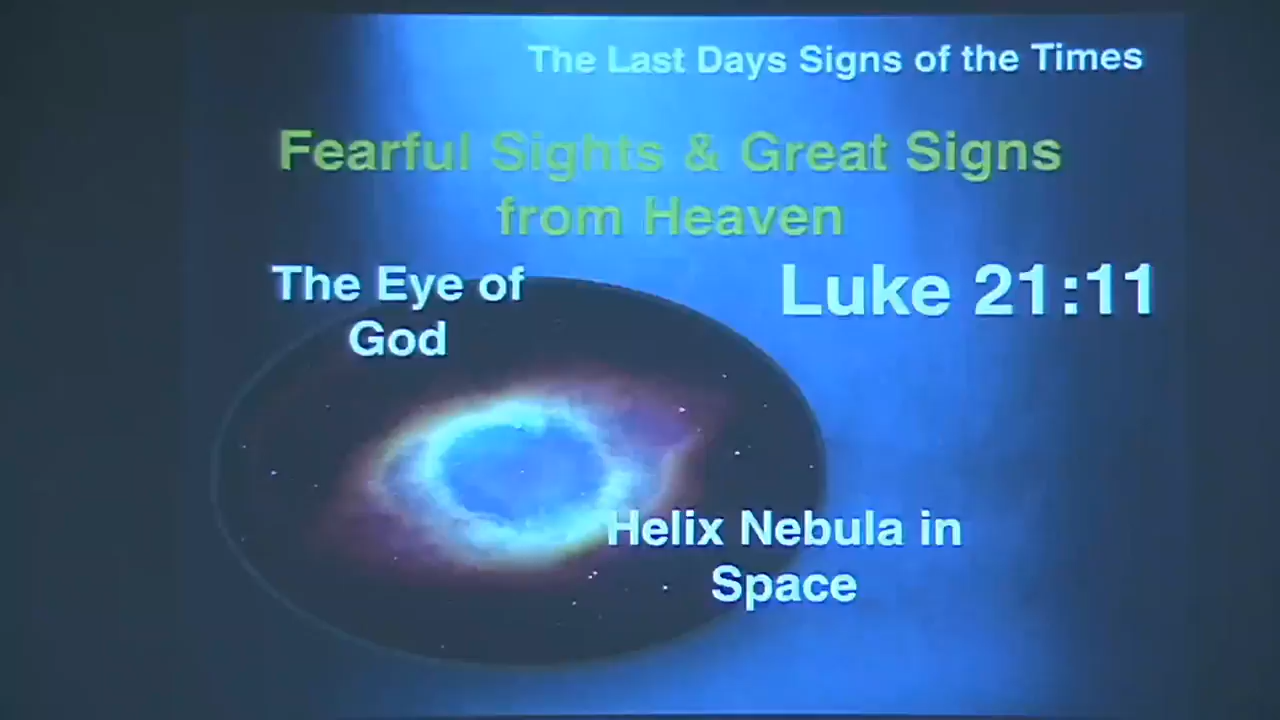 The Last Days Signs of the Times
Fearful Sights & Great Signs
from Heaven
The Eye of
God
Luke 21:11
Helix Nebula in
Space